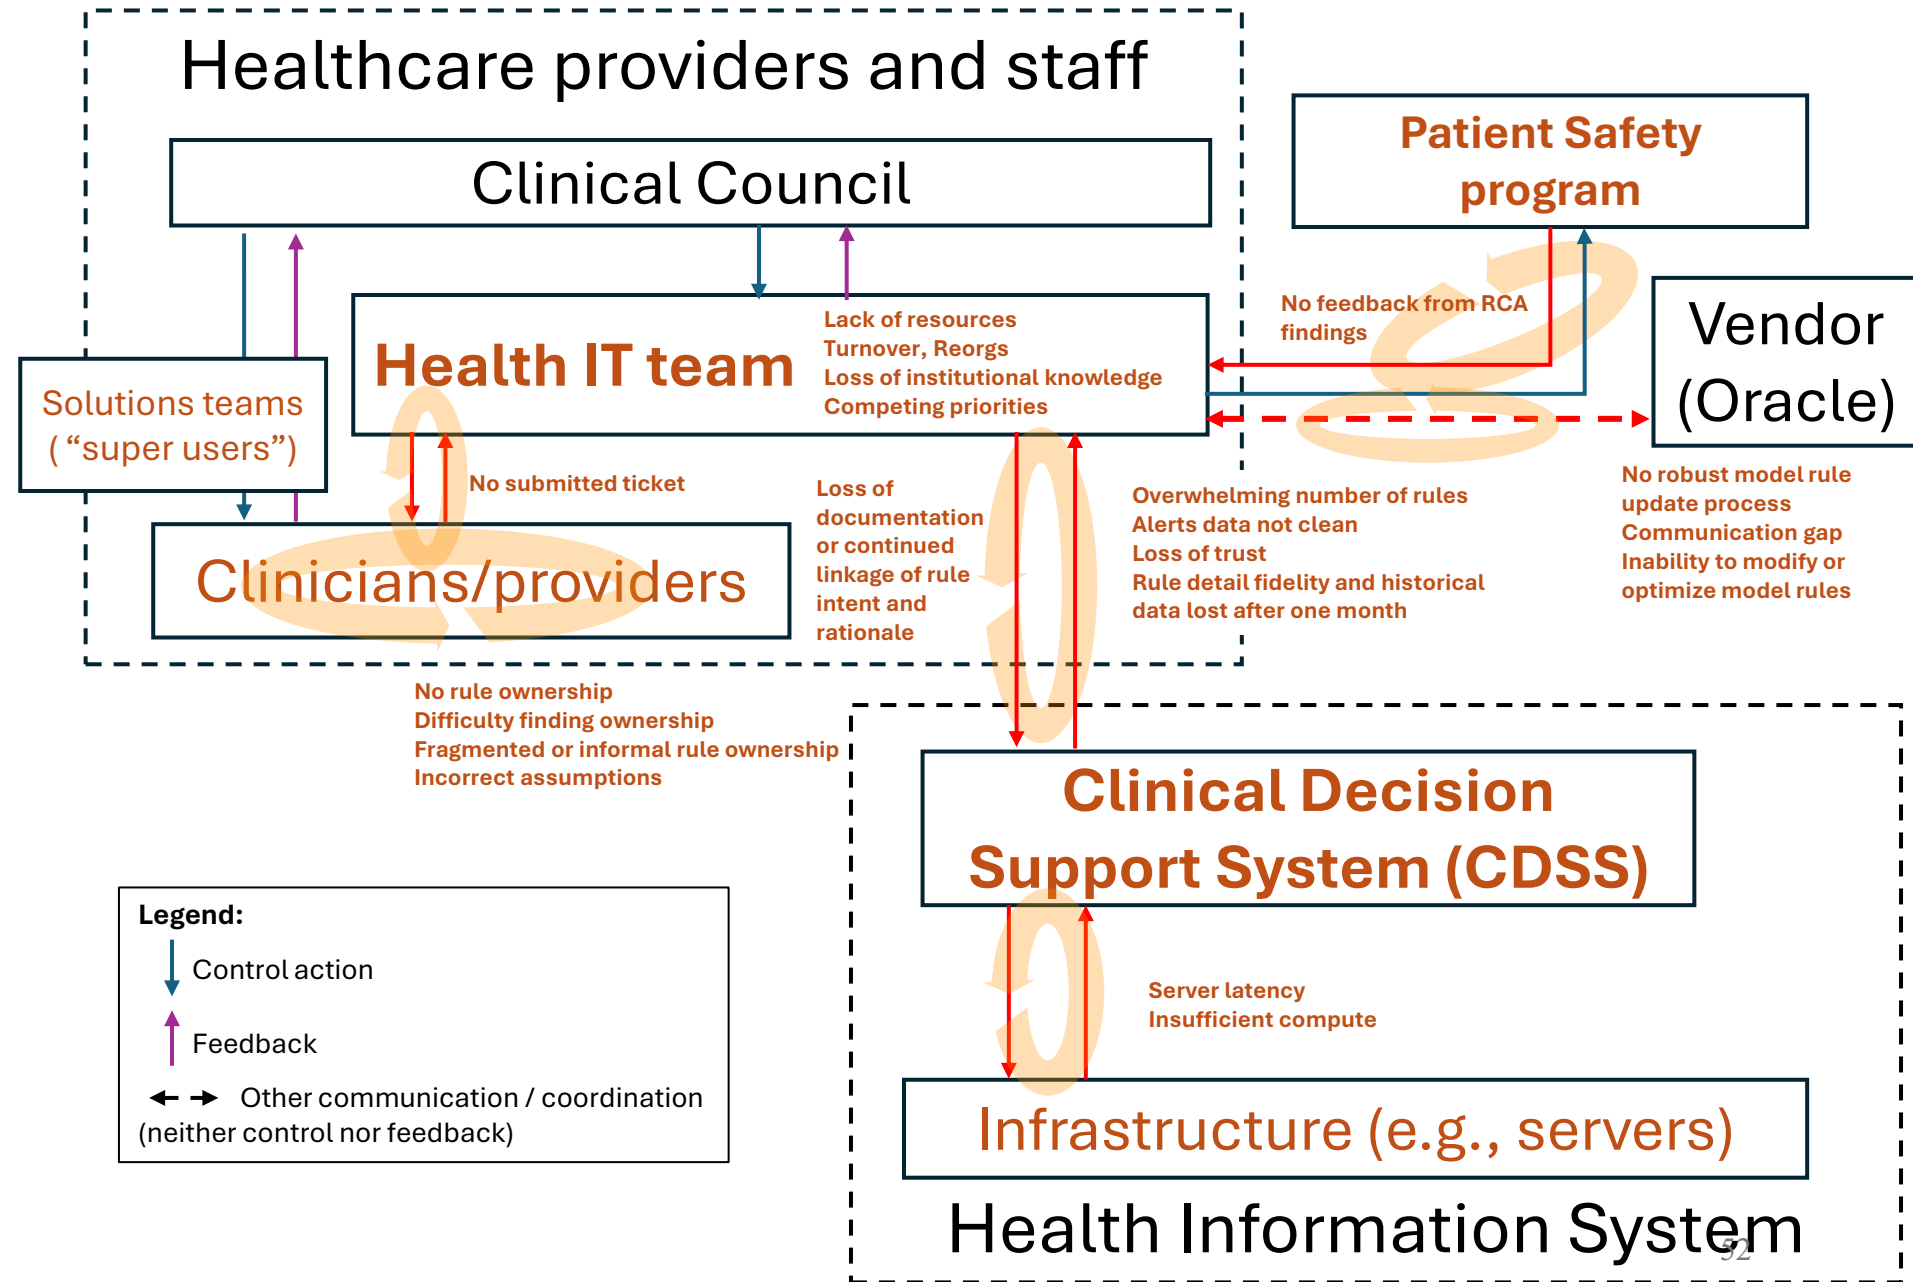 Healthcare providers and staff
Clinical Council
Patient Safety
program
Health IT team
Lack of resources
Turnover, Reorgs
Loss of institutional knowledge
Competing priorities
No feedback from RCA
findings
Vendor
(Oracle)
Solutions teams
( “super users”)
No submitted ticket
Clinicians/providers
Loss of
documentation
or continued
linkage of rule
intent and
rationale
Overwhelming number of rules
Alerts data not clean
Loss of trust
Rule detail fidelity and historical
data lost after one month
No robust model rule
update process
Communication gap
Inability to modify or
optimize model rules
No rule ownership
Difficulty finding ownership
Fragmented or informal rule ownership
Incorrect assumptions
Clinical Decision
Support System (CDSS)
Server latency
Insufficient compute
Infrastructure (e.g., servers)
Health Information System
Legend:
Control action
Feedback
Other communication / coordination
(neither control nor feedback)
52